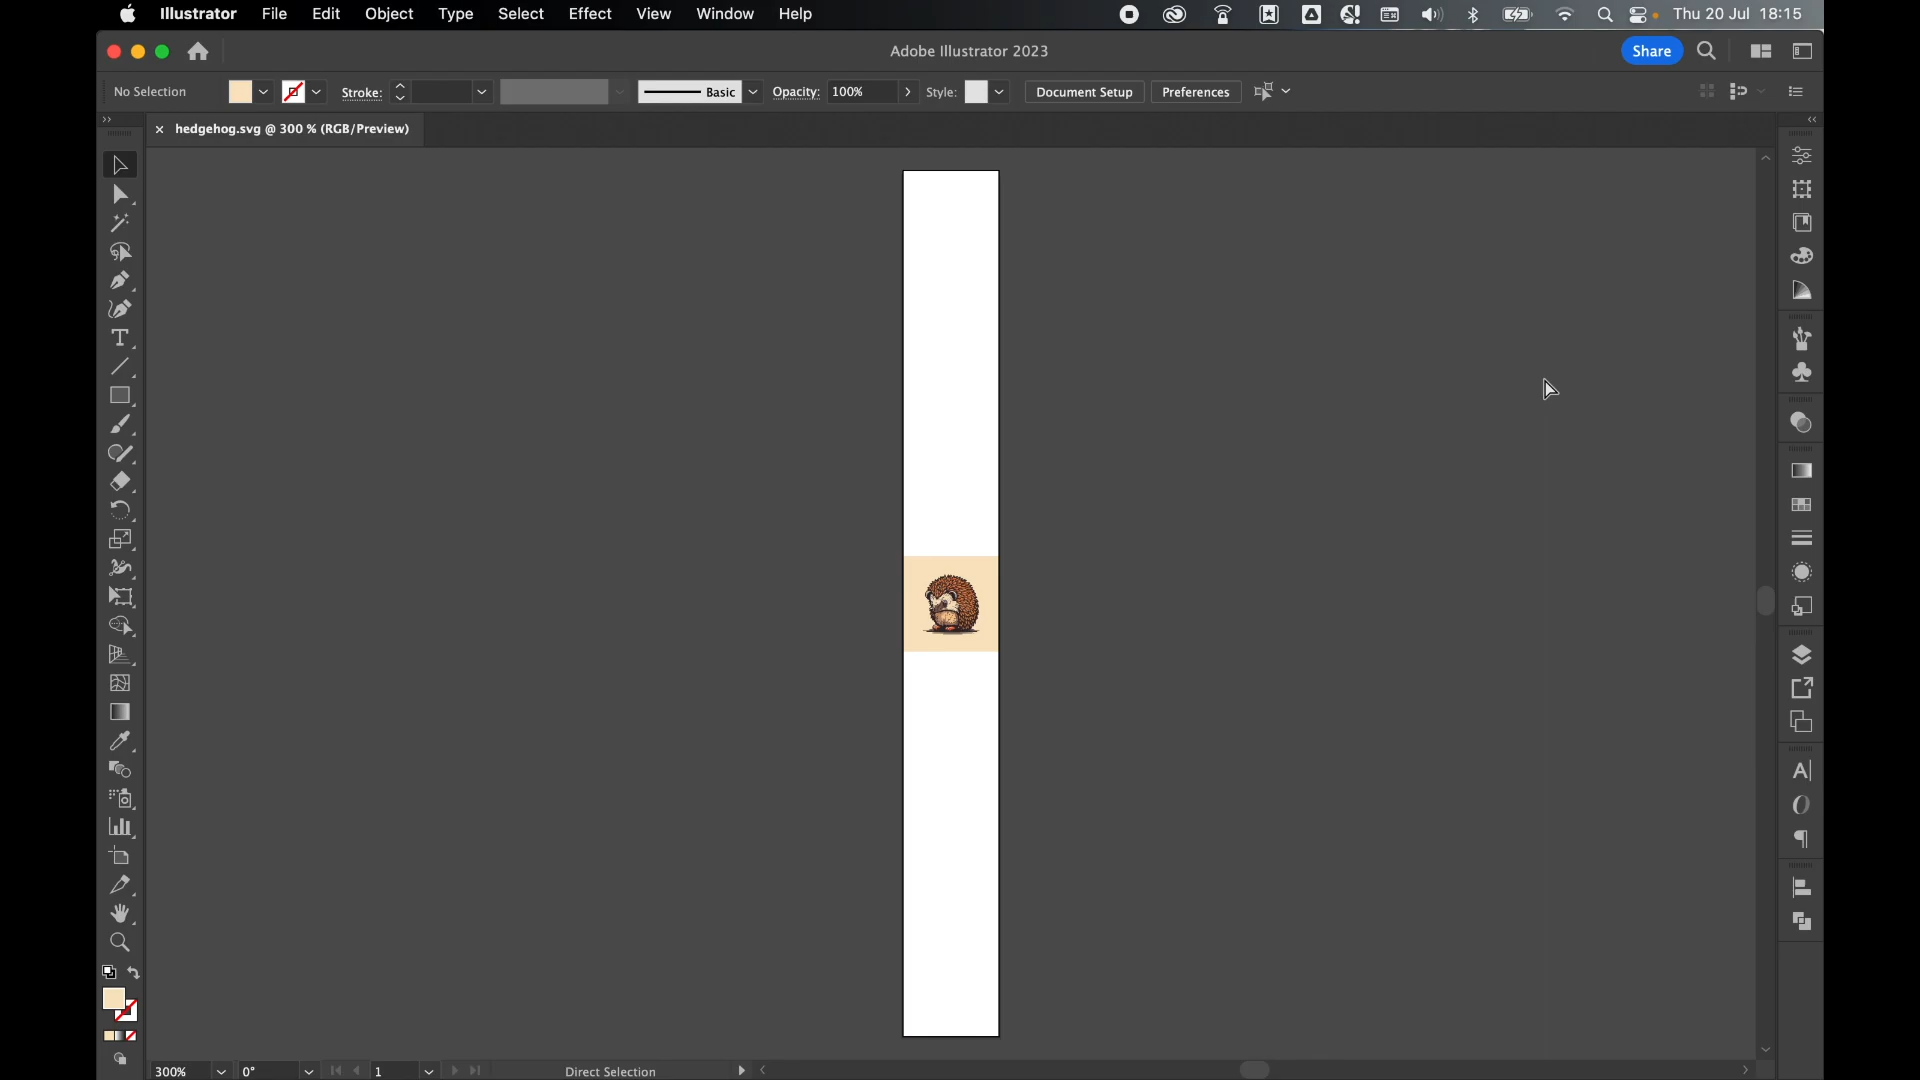 Illustrator File Edit Object Type Select Effect View Window Help Thu 20 Jul 18:15
Adobe Illustrator 2023 Share
No Selection Stroke: Basic Opacity: 100% Style: Document Setup Preferences
hedgehog.svg @ 300 % (RGB/Preview)
300% 0° 1 Direct Selection